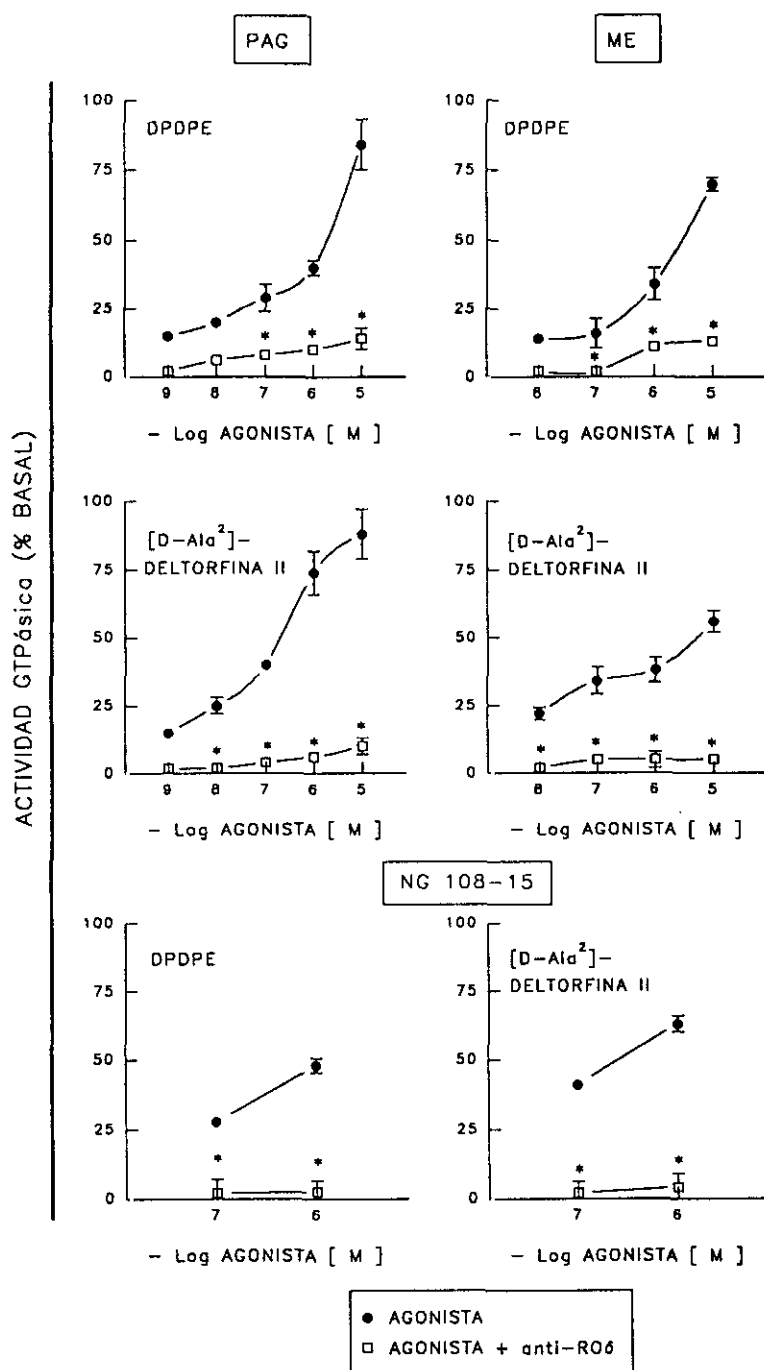 PAG
ME
ACTIVIDAD GTPásica (% BASAL)
100
75
50
25
0
DPDPE
9 8 7 6 5
* * *
– Log AGONISTA [ M ]
100
75
50
25
0
DPDPE
8 7 6 5
* * *
– Log AGONISTA [ M ]
100
75
50
25
0
[D-Ala²]–
DELTORFINA II
9 8 7 6 5
* * * *
– Log AGONISTA [ M ]
100
75
50
25
0
[D-Ala²]–
DELTORFINA II
8 7 6 5
* * * *
– Log AGONISTA [ M ]
NG 108–15
100
75
50
25
0
DPDPE
7 6
* *
– Log AGONISTA [ M ]
100
75
50
25
0
[D-Ala²]–
DELTORFINA II
7 6
* *
– Log AGONISTA [ M ]
● AGONISTA
□ AGONISTA + anti–ROδ